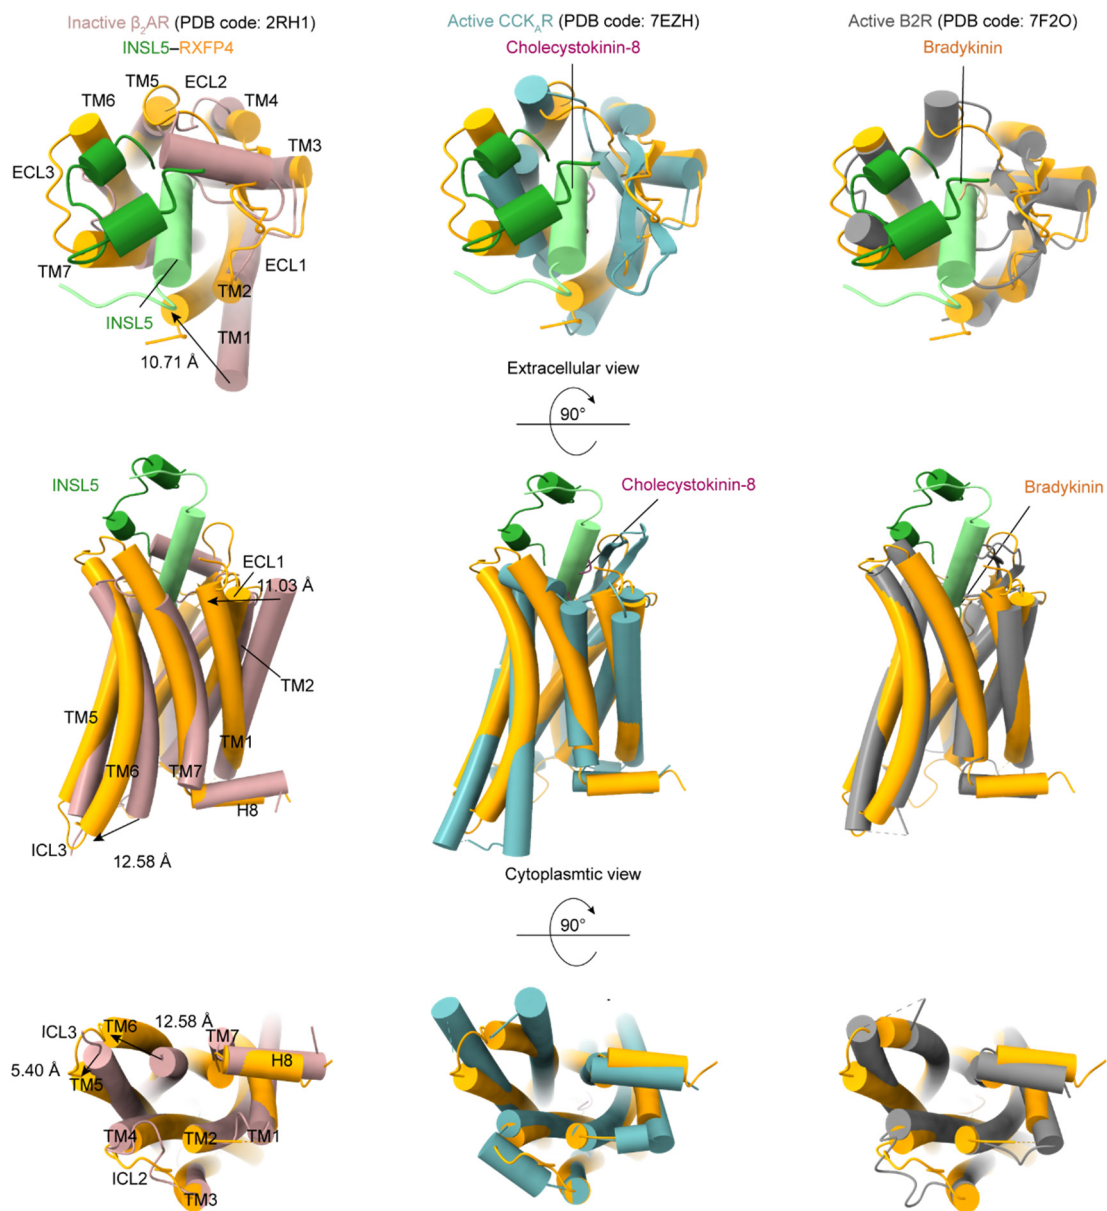 Inactive β₂AR (PDB code: 2RH1)
INSL5–RXFP4
Active CCK_AR (PDB code: 7EZH)
Cholecystokinin-8
Active B2R (PDB code: 7F2O)
Bradykinin
TM5
ECL2
TM6
TM4
TM3
ECL3
TM7
ECL1
TM2
INSL5
TM1
10.71 Å
Extracellular view
90°
INSL5
Cholecystokinin-8
Bradykinin
ECL1
11.03 Å
TM2
TM5
TM1
TM6
TM7
H8
ICL3
12.58 Å
Cytoplasmtic view
90°
ICL3
TM6
12.58 Å
TM7
H8
5.40 Å
TM5
TM4
TM2
TM1
ICL2
TM3